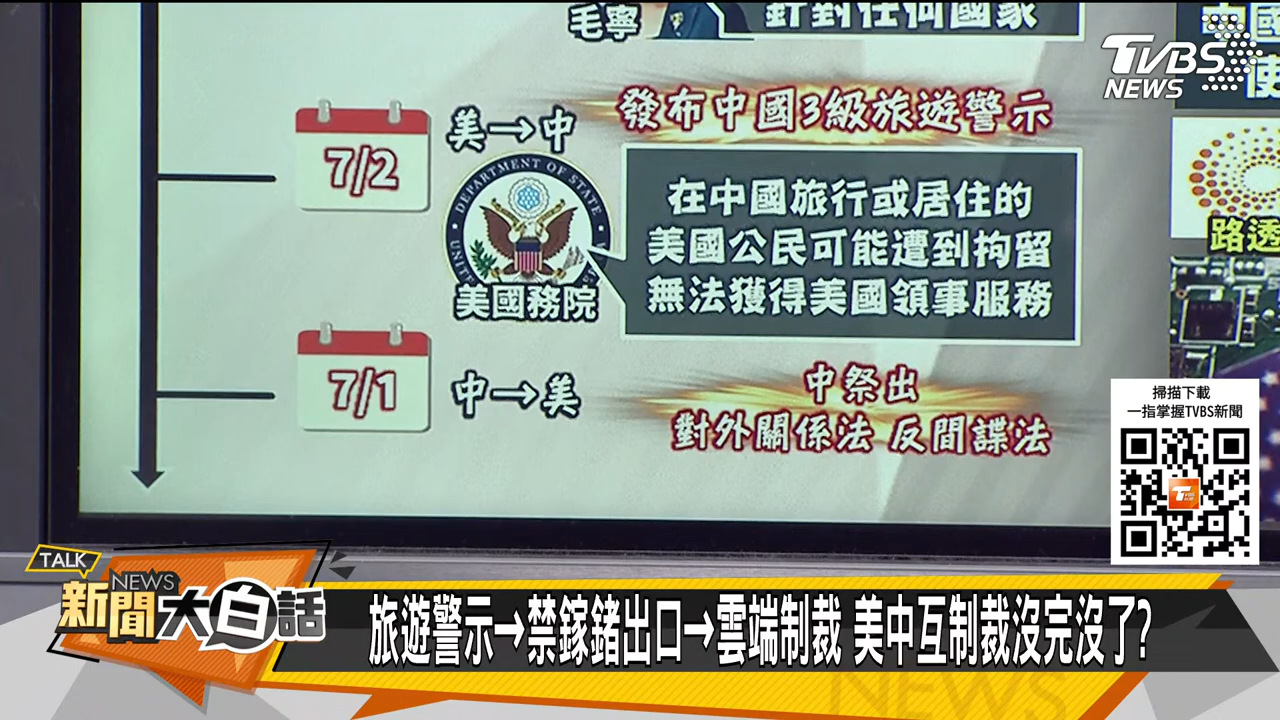 毛寧
針對任何國家
TVBS
NEWS
7/2
美→中
發布中國3級旅遊警示
DEPARTMENT OF STATE
美國務院
在中國旅行或居住的
美國公民可能遭到拘留
無法獲得美國領事服務
7/1
中→美
中祭出
對外關係法 反間諜法
路透
掃描下載
一指掌握TVBS新聞
TALK
NEWS
新聞大白話
旅遊警示→禁鎵鍺出口→雲端制裁 美中互制裁沒完沒了?
NEWS